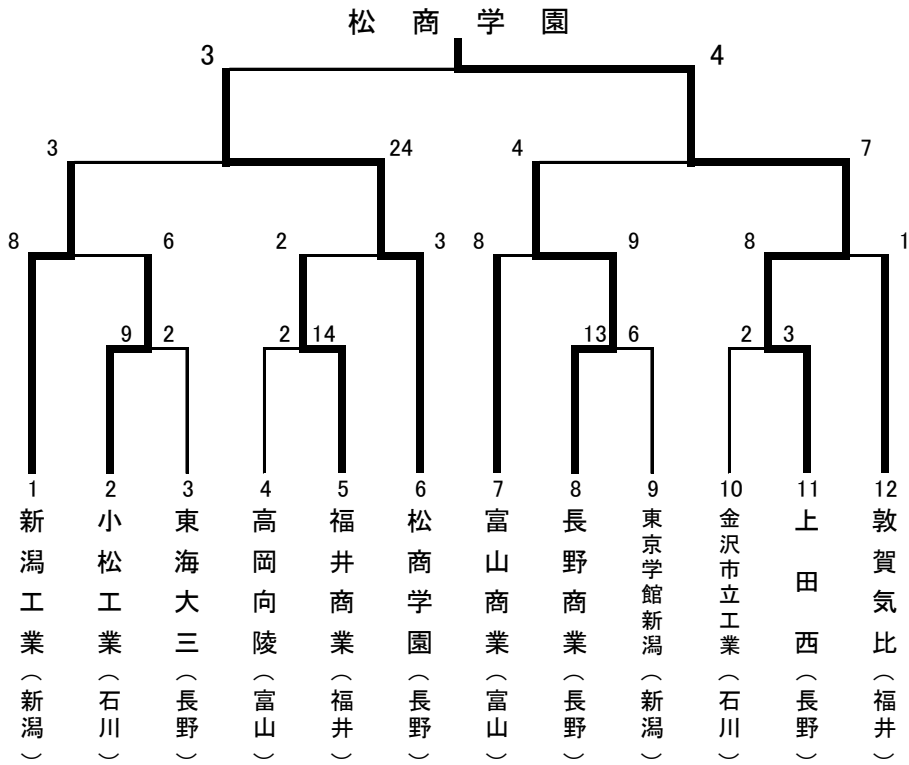 松商学園
3 4
3 24 4 7
8 6 2 3 8 9 8 1
9 2 2 14 13 6 2 3
1 2 3 4 5 6 7 8 9 10 11 12
新潟工業（新潟）
小松工業（石川）
東海大三（長野）
高岡向陵（富山）
福井商業（福井）
松商学園（長野）
富山商業（富山）
長野商業（長野）
東京学館新潟（新潟）
金沢市立工業（石川）
上田西（長野）
敦賀気比（福井）